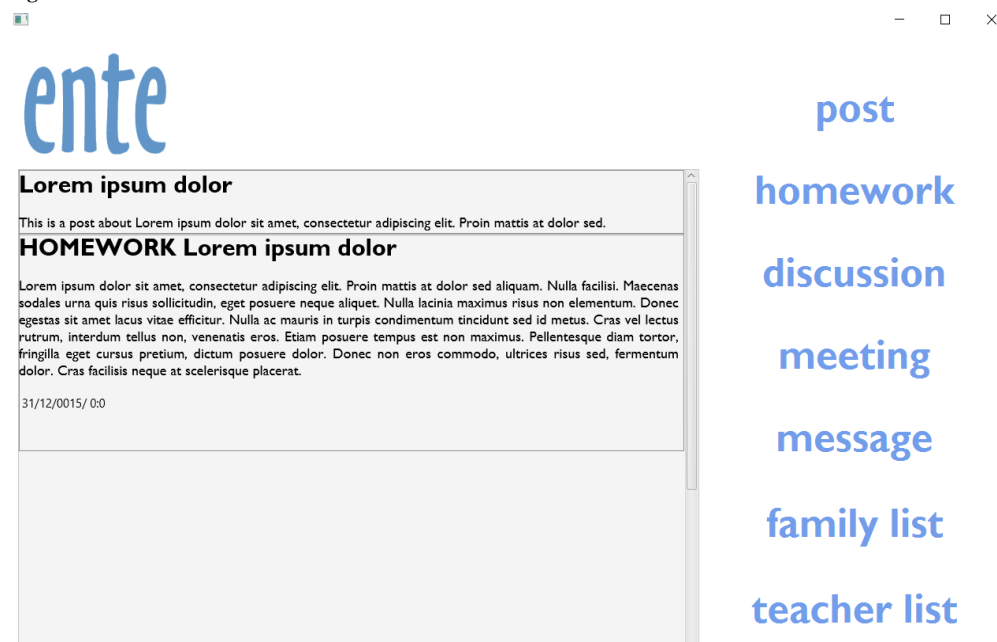 ente
Lorem ipsum dolor
This is a post about Lorem ipsum dolor sit amet, consectetur adipiscing elit. Proin mattis at dolor sed.
HOMEWORK Lorem ipsum dolor
Lorem ipsum dolor sit amet, consectetur adipiscing elit. Proin mattis at dolor sed aliquam. Nulla facilisi. Maecenas
sodales urna quis risus sollicitudin, eget posuere neque aliquet. Nulla lacinia maximus risus non elementum. Donec
egestas sit amet lacus vitae efficitur. Nulla ac mauris in turpis condimentum tincidunt sed id metus. Cras vel lectus
rutrum, interdum tellus non, venenatis eros. Etiam posuere tempus est non maximus. Pellentesque diam tortor,
fringilla eget cursus pretium, dictum posuere dolor. Donec non eros commodo, ultrices risus sed, fermentum
dolor. Cras facilisis neque at scelerisque placerat.
31/12/0015/ 0:0
post
homework
discussion
meeting
message
family list
teacher list